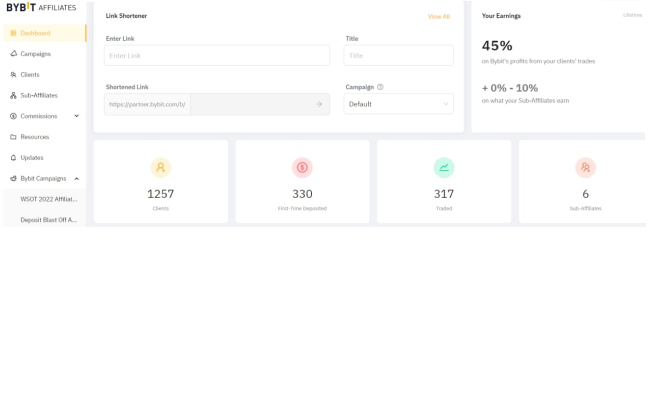 BYBIT AFFILIATES
Dashboard
Campaigns
Clients
Sub-Affiliates
Commissions
Resources
Updates
Bybit Campaigns
WSOT 2022 Affiliat...
Deposit Blast Off A...
Link Shortener
View All
Enter Link
Title
Enter Link
Title
Shortened Link
Campaign
https://partner.bybit.com/b/
Default
Your Earnings
Lifetime
45%
on Bybit's profits from your clients' trades
+ 0% - 10%
on what your Sub-Affiliates earn
1257
Clients
330
First-Time Deposited
317
Traded
6
Sub-Affiliates